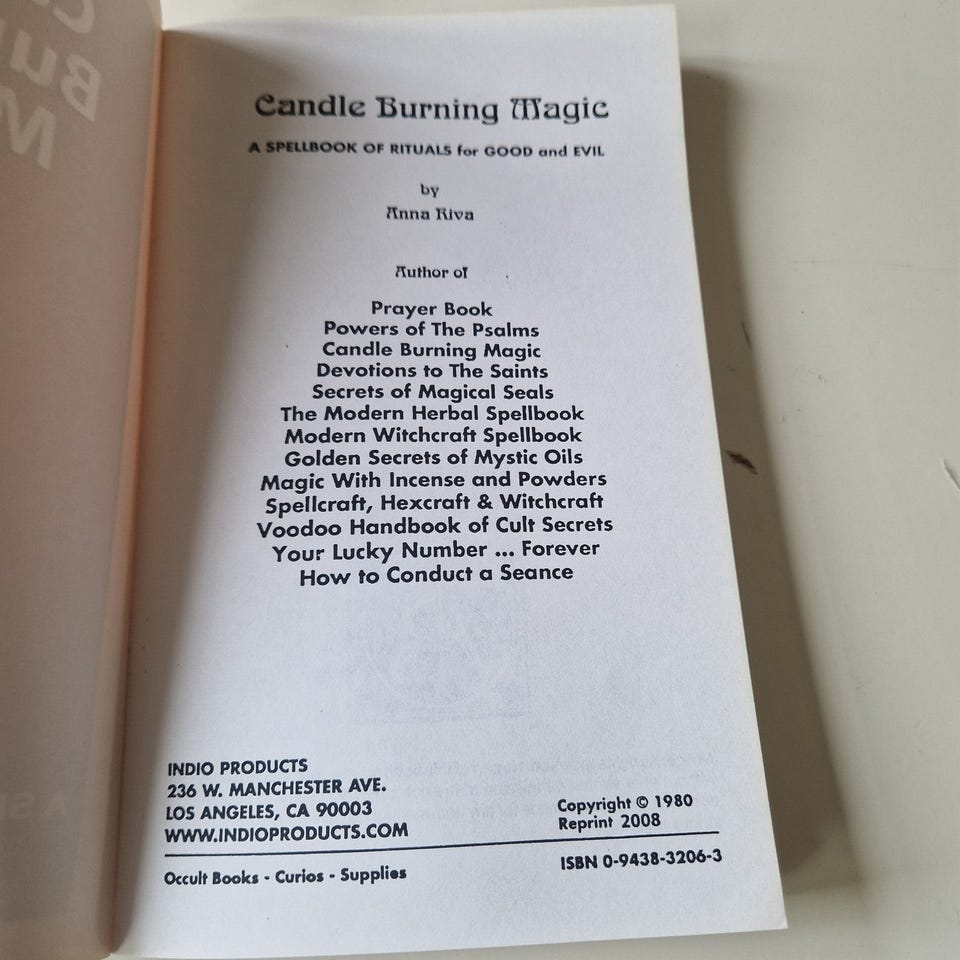 Candle Burning Magic
A SPELLBOOK OF RITUALS for GOOD and EVIL
by
Anna Riva
Author of
Prayer Book
Powers of The Psalms
Candle Burning Magic
Devotions to The Saints
Secrets of Magical Seals
The Modern Herbal Spellbook
Modern Witchcraft Spellbook
Golden Secrets of Mystic Oils
Magic With Incense and Powders
Spellcraft, Hexcraft & Witchcraft
Voodoo Handbook of Cult Secrets
Your Lucky Number ... Forever
How to Conduct a Seance
INDIO PRODUCTS
236 W. MANCHESTER AVE.
LOS ANGELES, CA 90003
WWW.INDIOPRODUCTS.COM
Copyright © 1980
Reprint 2008
Occult Books - Curios - Supplies
ISBN 0-9438-3206-3